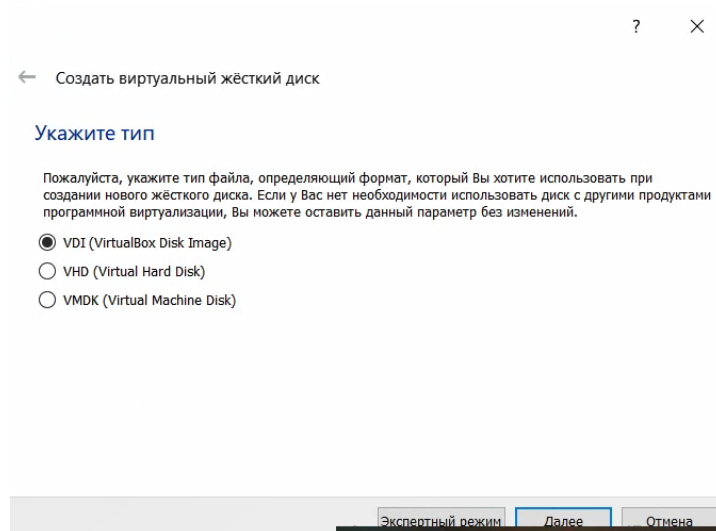 ?
Создать виртуальный жёсткий диск
Укажите тип
Пожалуйста, укажите тип файла, определяющий формат, который Вы хотите использовать при
создании нового жёсткого диска. Если у Вас нет необходимости использовать диск с другими продуктами
программной виртуализации, Вы можете оставить данный параметр без изменений.
VDI (VirtualBox Disk Image)
VHD (Virtual Hard Disk)
VMDK (Virtual Machine Disk)
Экспертный режим Далее Отмена